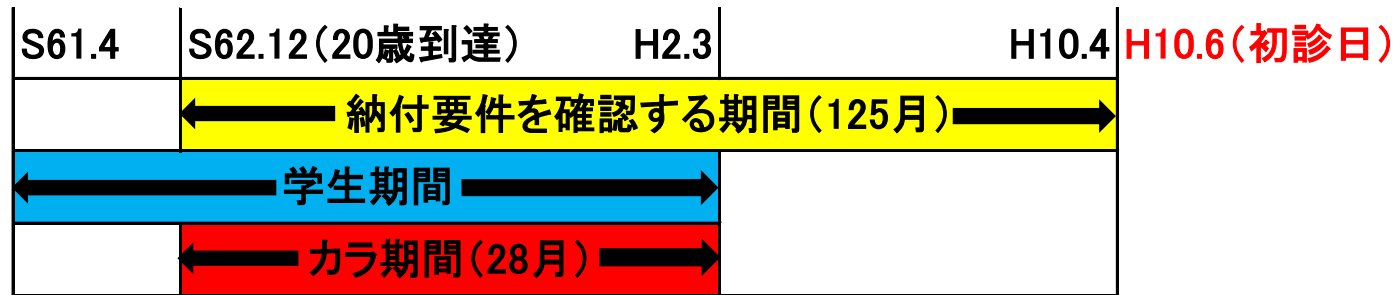 S61.4 S62.12(20歳到達) H2.3 H10.4 H10.6(初診日)
納付要件を確認する期間(125月)
学生期間
カラ期間(28月)